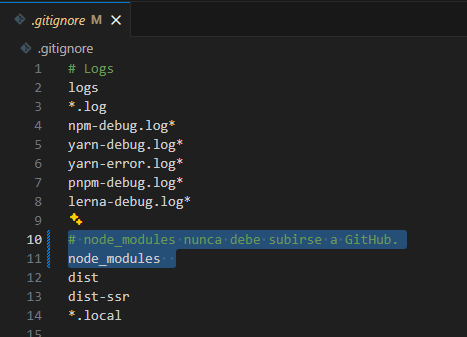 .gitignore M
.gitignore
1 # Logs
2 logs
3 *.log
4 npm-debug.log*
5 yarn-debug.log*
6 yarn-error.log*
7 pnpm-debug.log*
8 lerna-debug.log*
9
10 # node_modules nunca debe subirse a GitHub.
11 node_modules
12 dist
13 dist-ssr
14 *.local
15